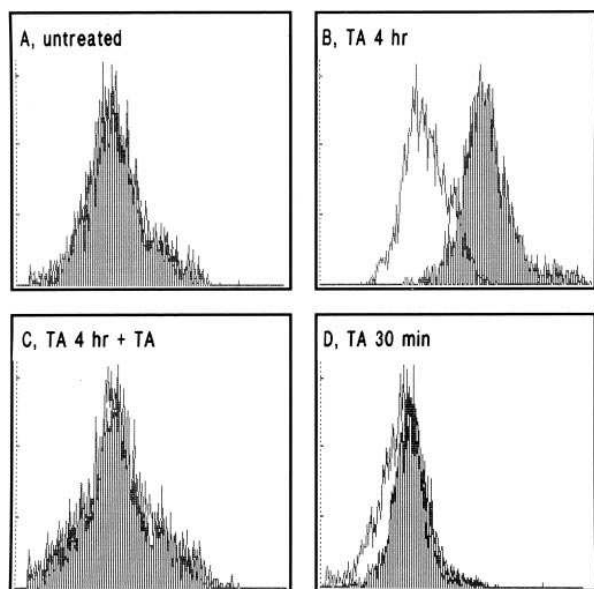 A, untreated
B, TA 4 hr
C, TA 4 hr + TA
D, TA 30 min